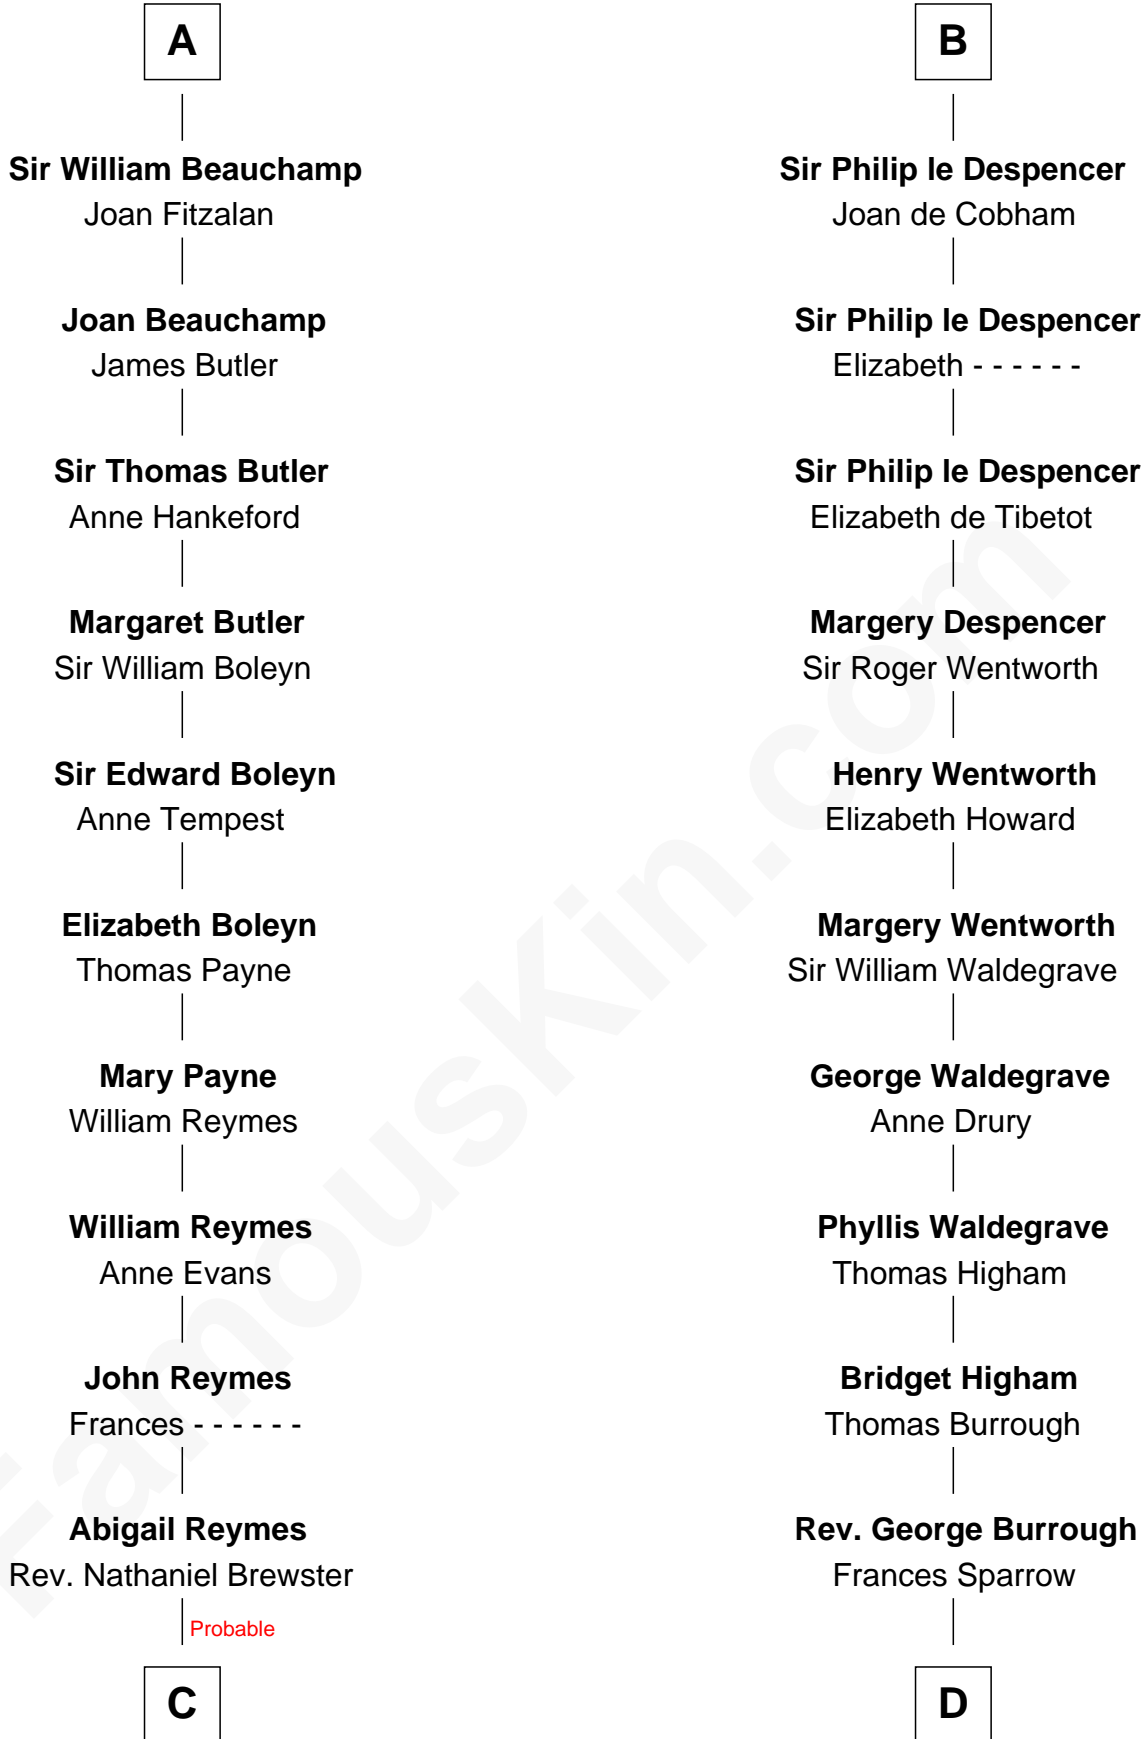 A
Sir William Beauchamp
Joan Fitzalan
Joan Beauchamp
James Butler
Sir Thomas Butler
Anne Hankeford
Margaret Butler
Sir William Boleyn
Sir Edward Boleyn
Anne Tempest
Elizabeth Boleyn
Thomas Payne
Mary Payne
William Reymes
William Reymes
Anne Evans
John Reymes
Frances - - - - - -
Abigail Reymes
Rev. Nathaniel Brewster
Probable
C
B
Sir Philip le Despencer
Joan de Cobham
Sir Philip le Despencer
Elizabeth - - - - - -
Sir Philip le Despencer
Elizabeth de Tibetot
Margery Despencer
Sir Roger Wentworth
Henry Wentworth
Elizabeth Howard
Margery Wentworth
Sir William Waldegrave
George Waldegrave
Anne Drury
Phyllis Waldegrave
Thomas Higham
Bridget Higham
Thomas Burrough
Rev. George Burrough
Frances Sparrow
D
FamousKin.com